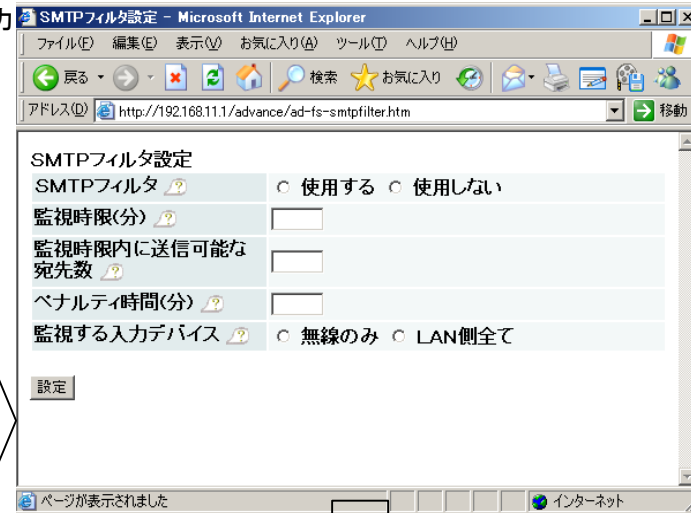 力
SMTPフィルタ設定 - Microsoft Internet Explorer
ファイル(F) 編集(E) 表示(V) お気に入り(A) ツール(T) ヘルプ(H)
戻る 検索 お気に入り
アドレス(D) http://192.168.11.1/advance/ad-fs-smtpfilter.htm 移動
SMTPフィルタ設定
SMTPフィルタ ? 使用する 使用しない
監視時限(分) ?
監視時限内に送信可能な
宛先数 ?
ペナルティ時間(分) ?
監視する入力デバイス ? 無線のみ LAN側全て
設定
ページが表示されました インターネット